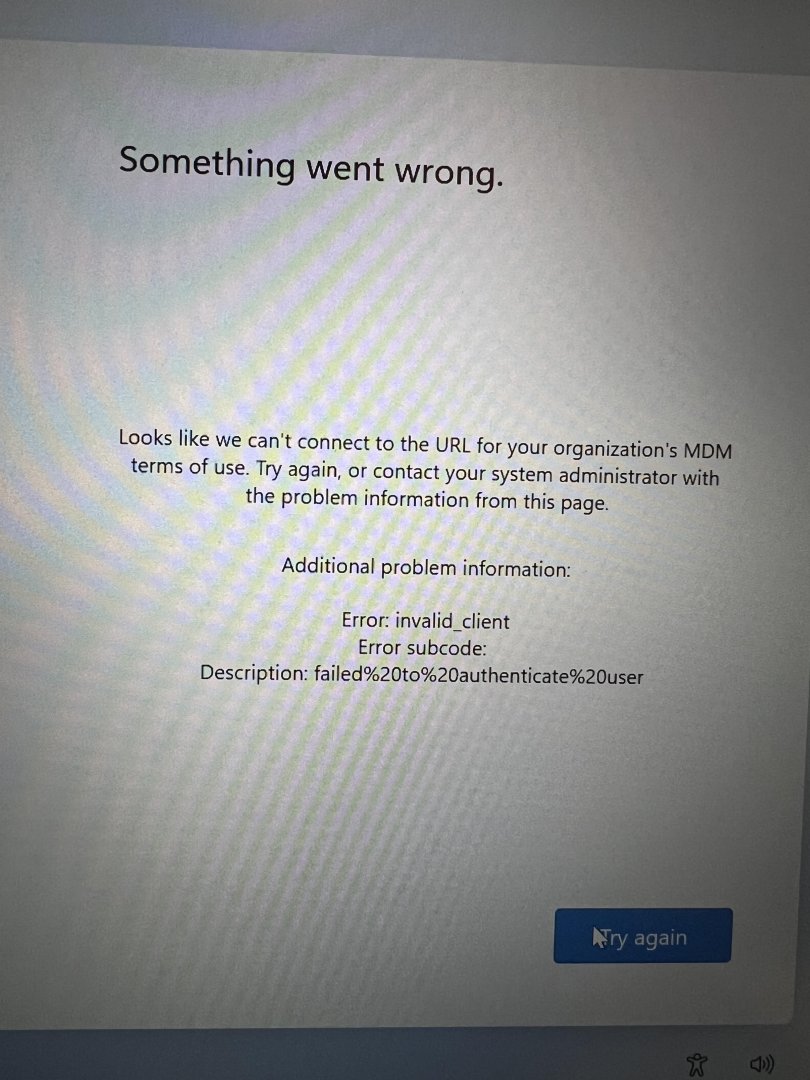 Something went wrong.
Looks like we can't connect to the URL for your organization's MDM
terms of use. Try again, or contact your system administrator with
the problem information from this page.
Additional problem information:
Error: invalid_client
Error subcode:
Description: failed%20to%20authenticate%20user
Try again